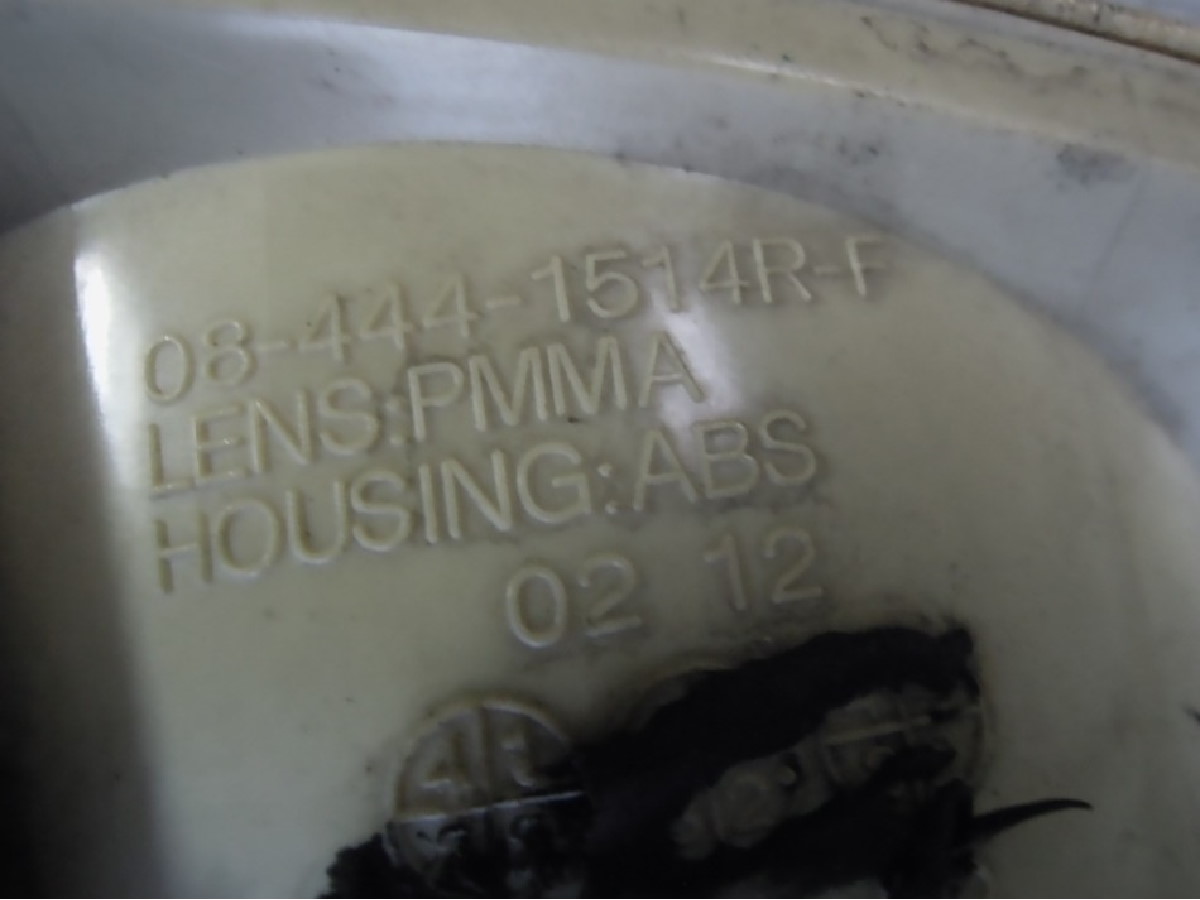 08-444-1514R-F
LENS:PMMA
HOUSING:ABS
02 12